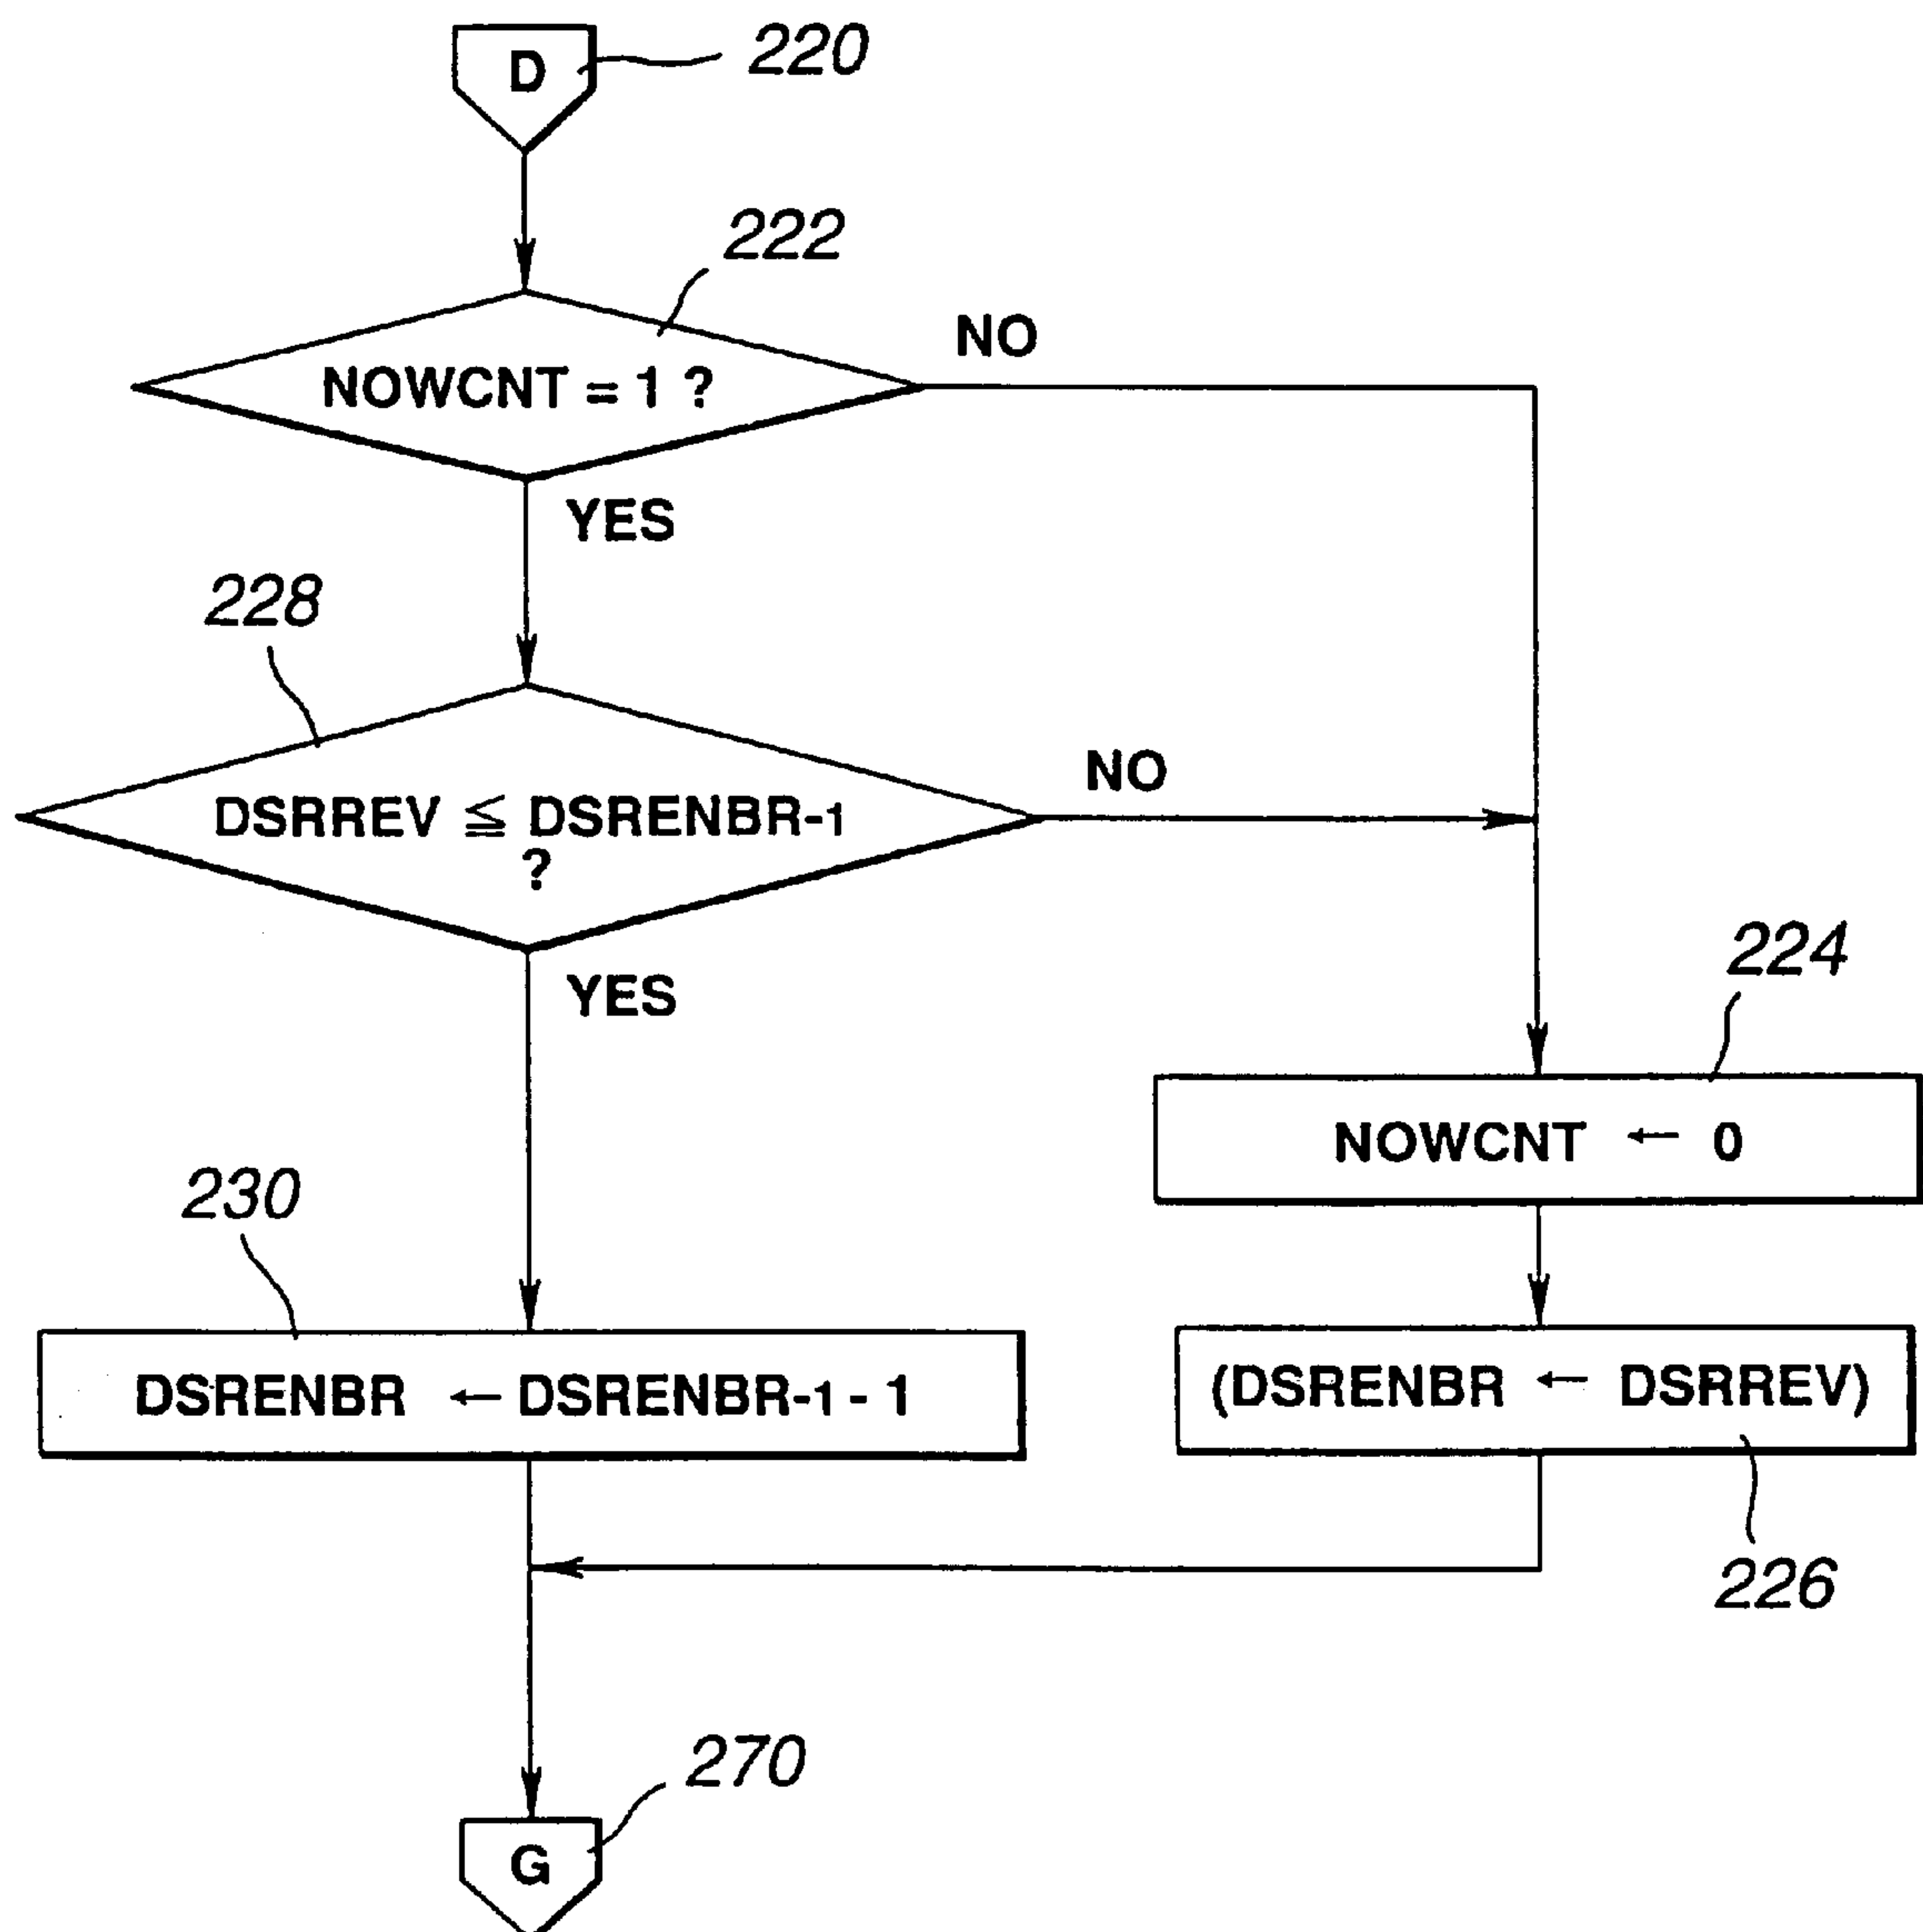 D
220
222
NOWCNT = 1 ?
NO
YES
228
DSRREV ≦ DSRENBR-1
?
NO
YES
224
NOWCNT ← 0
230
DSRENBR ← DSRENBR-1 - 1
(DSRENBR ← DSRREV)
226
270
G